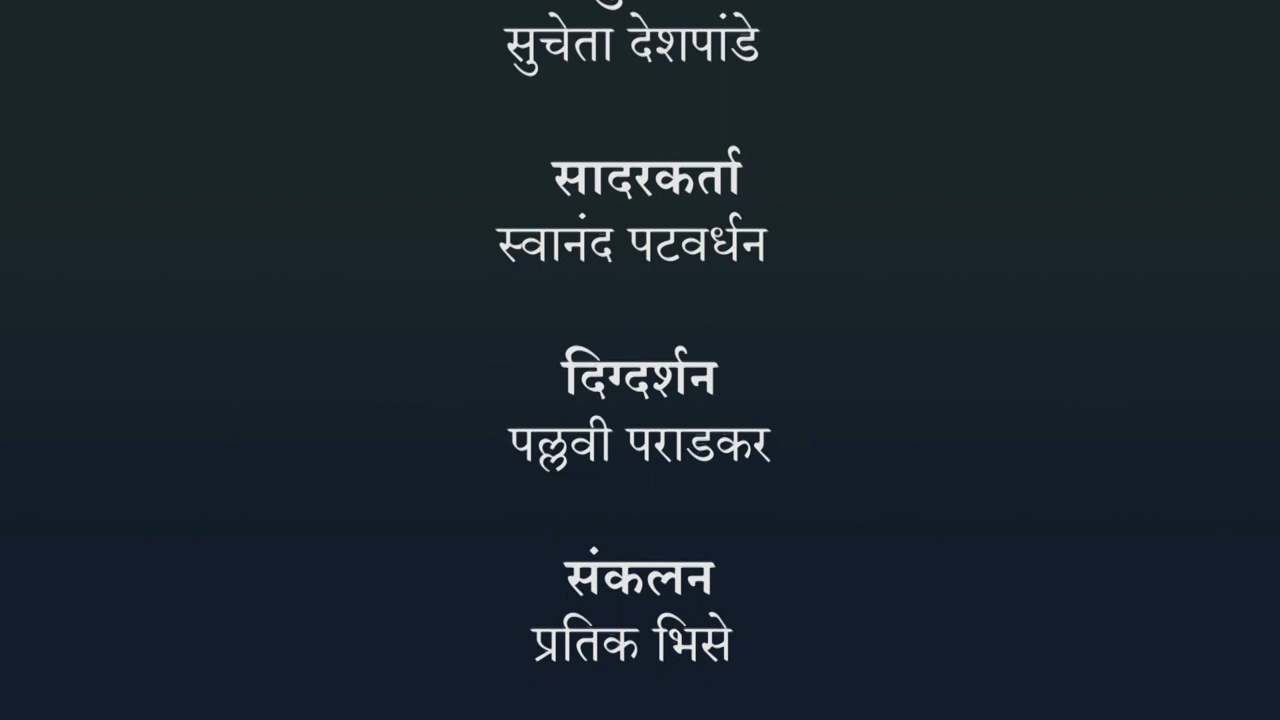 सुचेता देशपांडे
सादरकर्ता
स्वानंद पटवर्धन
दिग्दर्शन
पल्लवी पराडकर
संकलन
प्रतिक भिसे